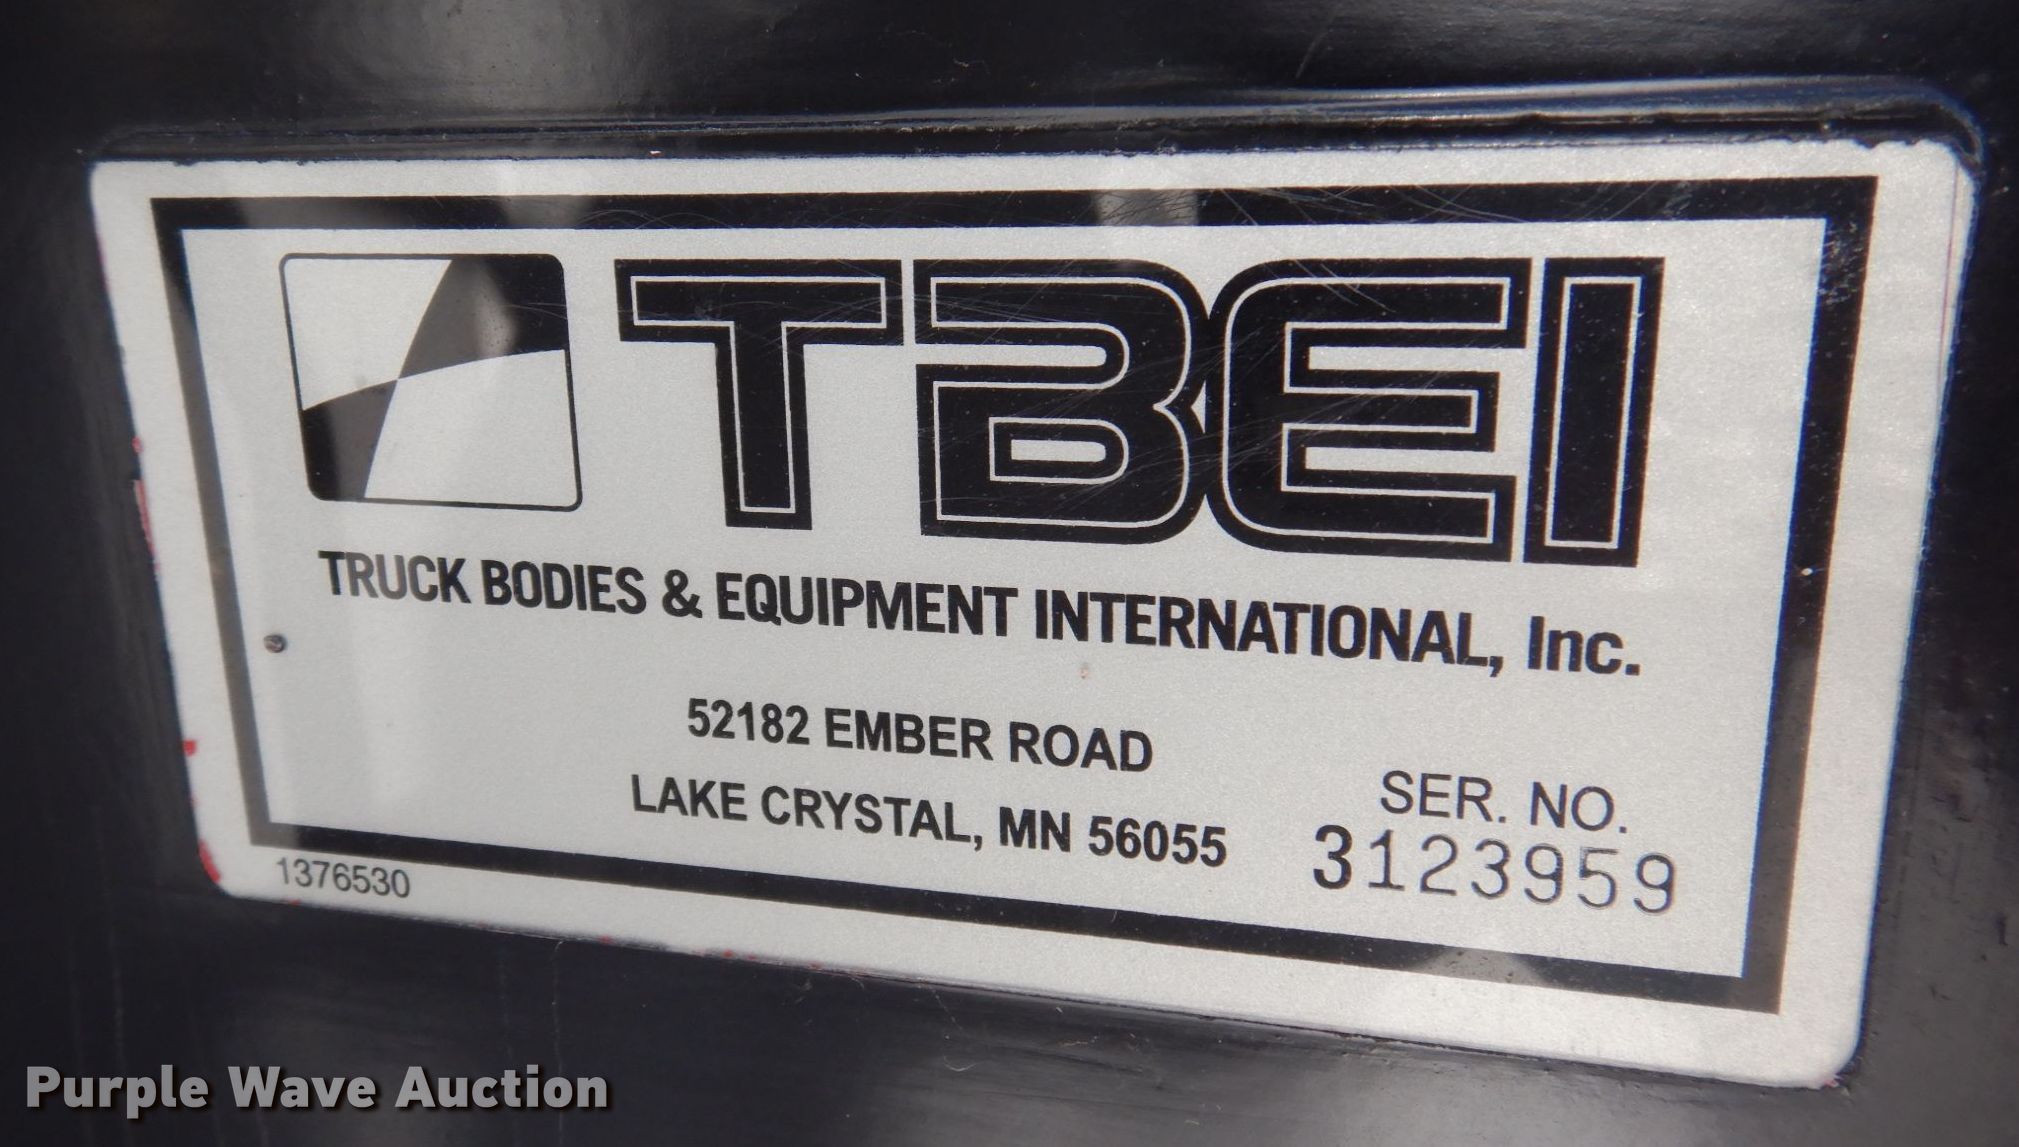 TBEI
TRUCK BODIES & EQUIPMENT INTERNATIONAL, Inc.
52182 EMBER ROAD
LAKE CRYSTAL, MN 56055
SER. NO.
3123959
1376530
Purple Wave Auction